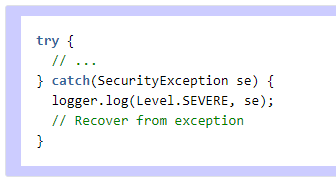 try {
  // ...
} catch(SecurityException se) {
  logger.log(Level.SEVERE, se);
  // Recover from exception
}